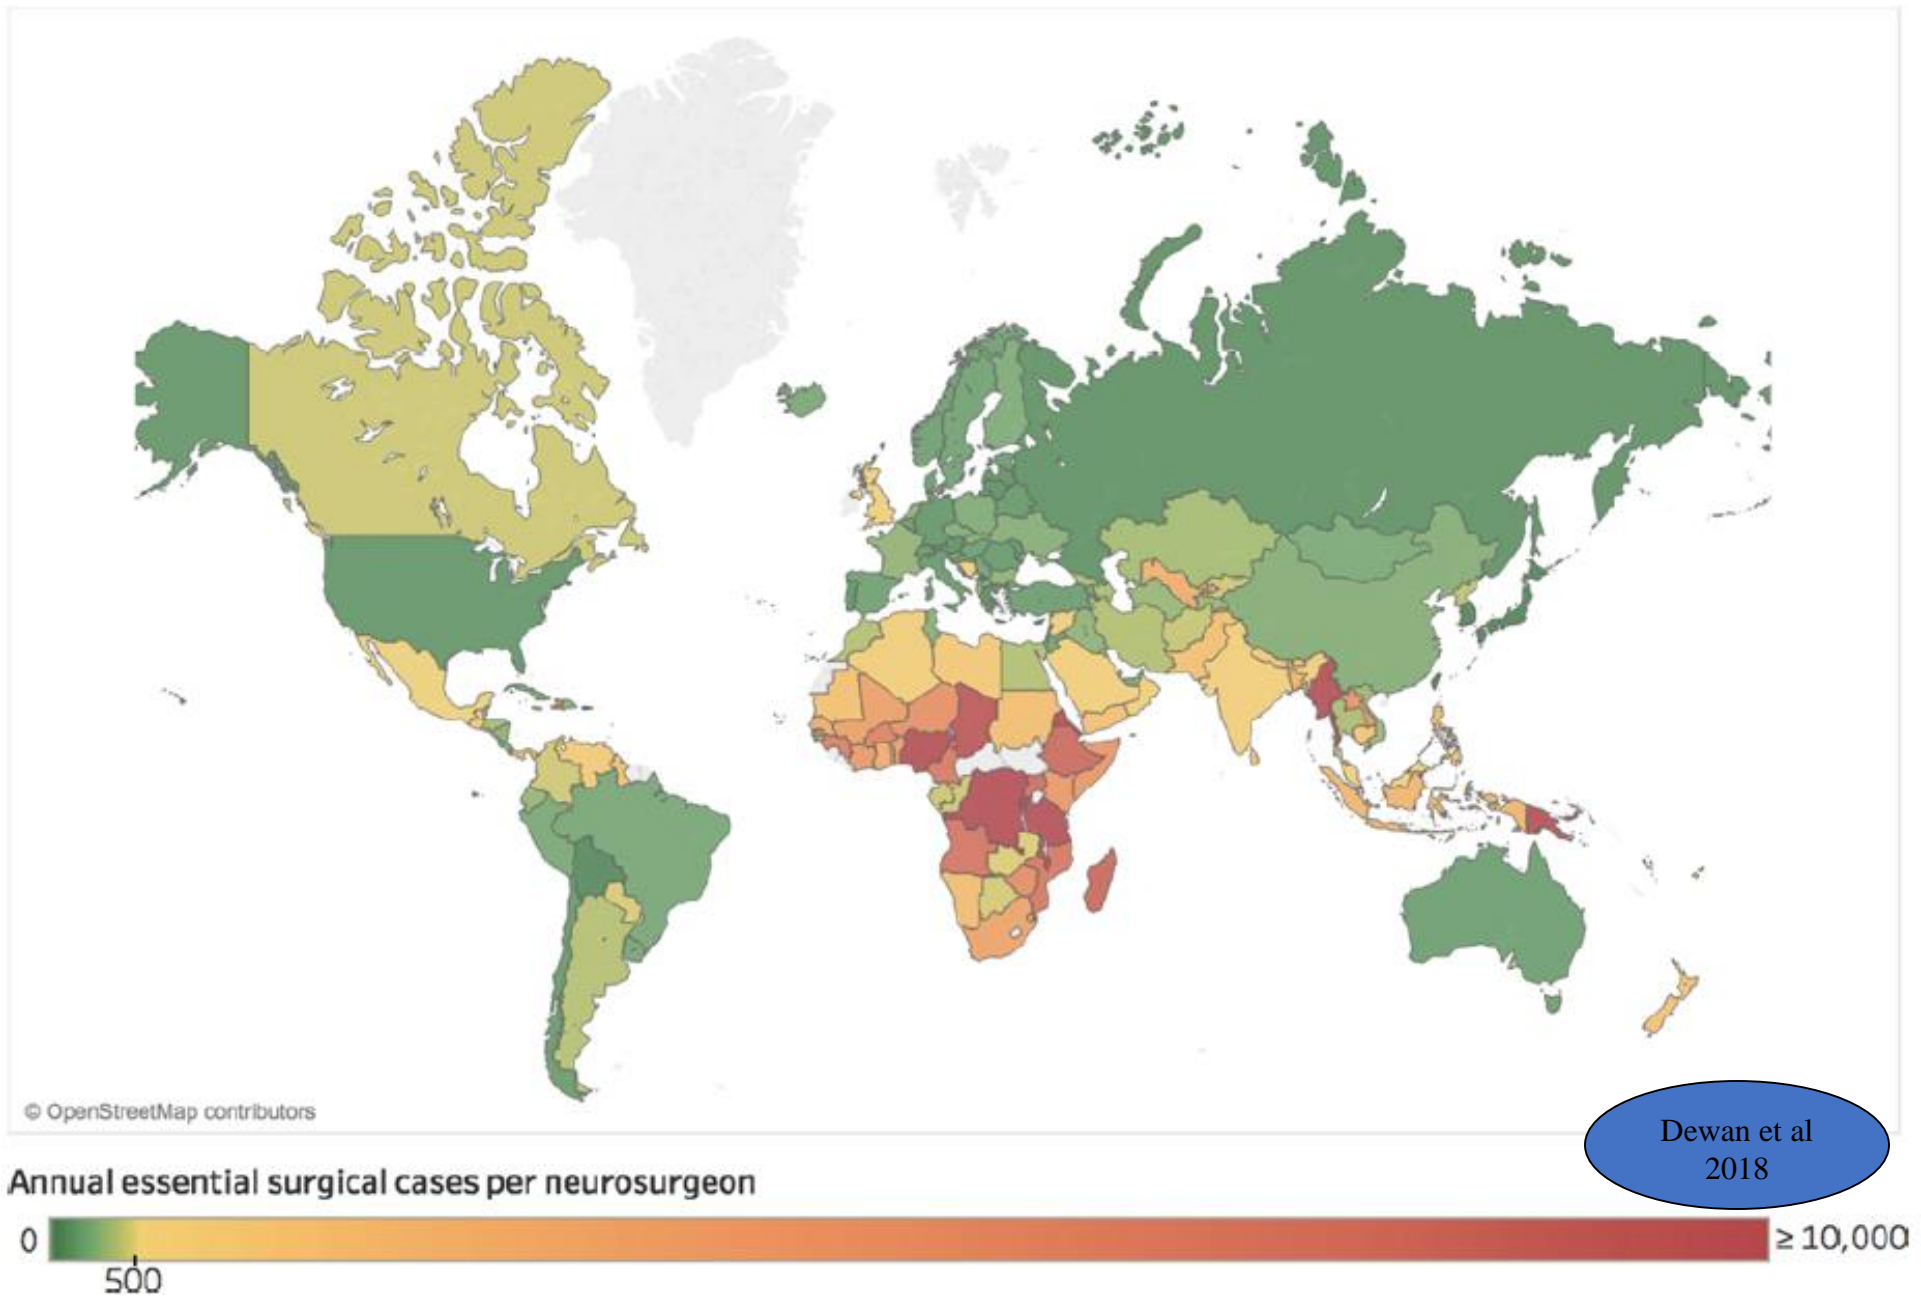 © OpenStreetMap contributors
Dewan et al
2018
Annual essential surgical cases per neurosurgeon
0
≥ 10,000
500